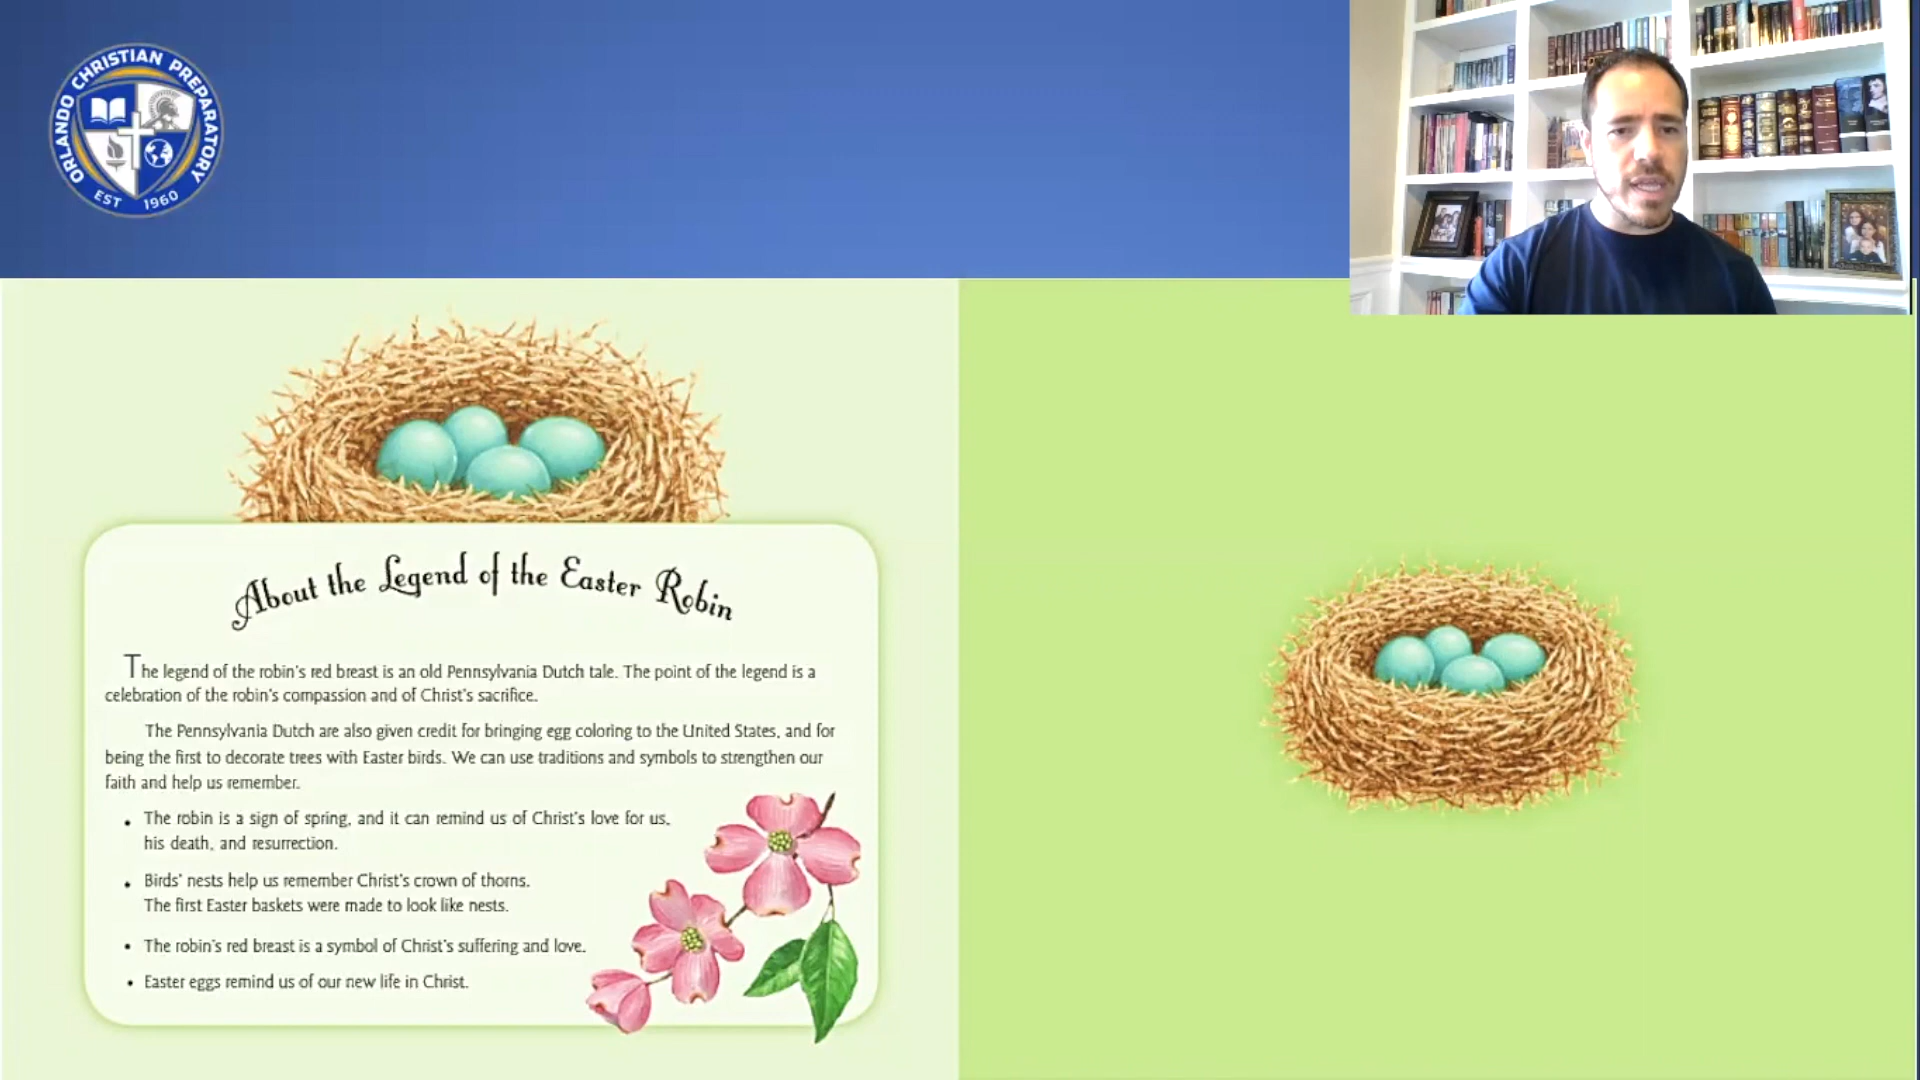 ORLANDO CHRISTIAN PREPARATORY
EST 1960
About the Legend of the Easter Robin
The legend of the robin's red breast is an old Pennsylvania Dutch tale. The point of the legend is a
celebration of the robin's compassion and of Christ's sacrifice.
The Pennsylvania Dutch are also given credit for bringing egg coloring to the United States, and for
being the first to decorate trees with Easter birds. We can use traditions and symbols to strengthen our
faith and help us remember.
• The robin is a sign of spring, and it can remind us of Christ's love for us,
his death, and resurrection.
• Birds' nests help us remember Christ's crown of thorns.
The first Easter baskets were made to look like nests.
• The robin's red breast is a symbol of Christ's suffering and love.
• Easter eggs remind us of our new life in Christ.